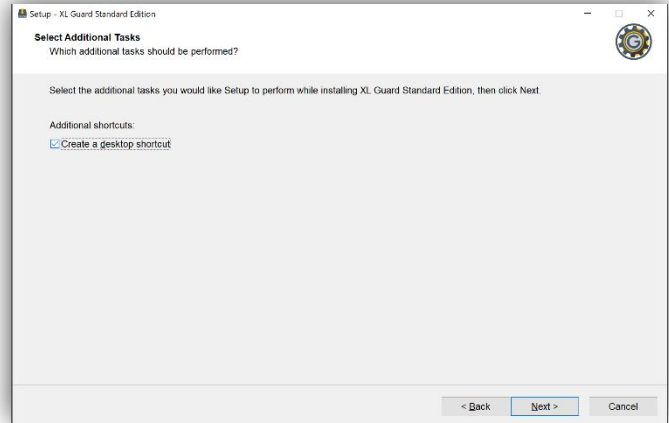 Setup - XL Guard Standard Edition
Select Additional Tasks
Which additional tasks should be performed?
G
Select the additional tasks you would like Setup to perform while installing XL Guard Standard Edition, then click Next.
Additional shortcuts:
Create a desktop shortcut
< Back Next > Cancel